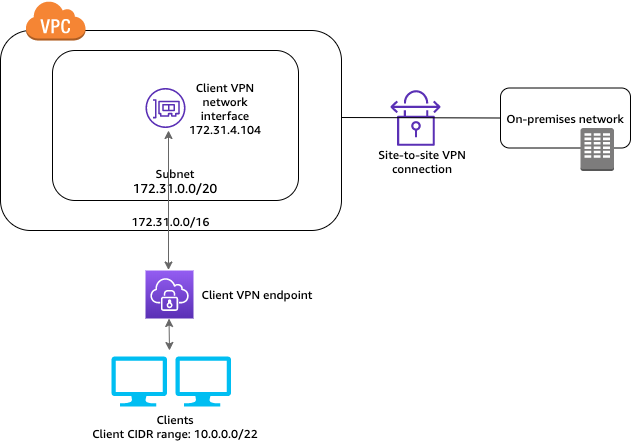 VPC
Client VPN
network
interface
172.31.4.104
Subnet
172.31.0.0/20
172.31.0.0/16
On-premises network
Site-to-site VPN
connection
Client VPN endpoint
Clients
Client CIDR range: 10.0.0.0/22